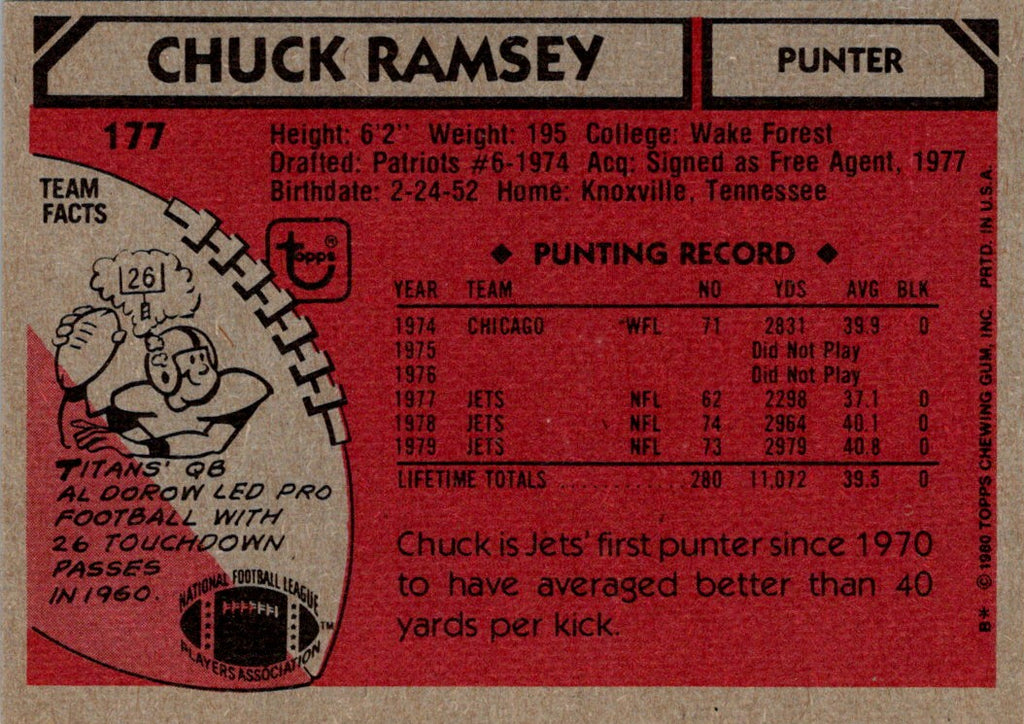 CHUCK RAMSEY
PUNTER
177
Height: 6'2" Weight: 195 College: Wake Forest
Drafted: Patriots #6-1974 Acq: Signed as Free Agent, 1977
Birthdate: 2-24-52 Home: Knoxville, Tennessee
TEAM
FACTS
26
TITANS' QB
AL DOROW LED PRO
FOOTBALL WITH
26 TOUCHDOWN
PASSES
IN 1960.
topps®
◆ PUNTING RECORD ◆
YEAR TEAM NO YDS AVG BLK
1974 CHICAGO *WFL 71 2831 39.9 0
1975 Did Not Play
1976 Did Not Play
1977 JETS NFL 62 2298 37.1 0
1978 JETS NFL 74 2964 40.1 0
1979 JETS NFL 73 2979 40.8 0
LIFETIME TOTALS ............ 280 11,072 39.5 0
Chuck is Jets' first punter since 1970
to have averaged better than 40
yards per kick.
NATIONAL FOOTBALL LEAGUE
PLAYERS ASSOCIATION
TM
B* © 1980 TOPPS CHEWING GUM, INC. PRTD. IN U.S.A.